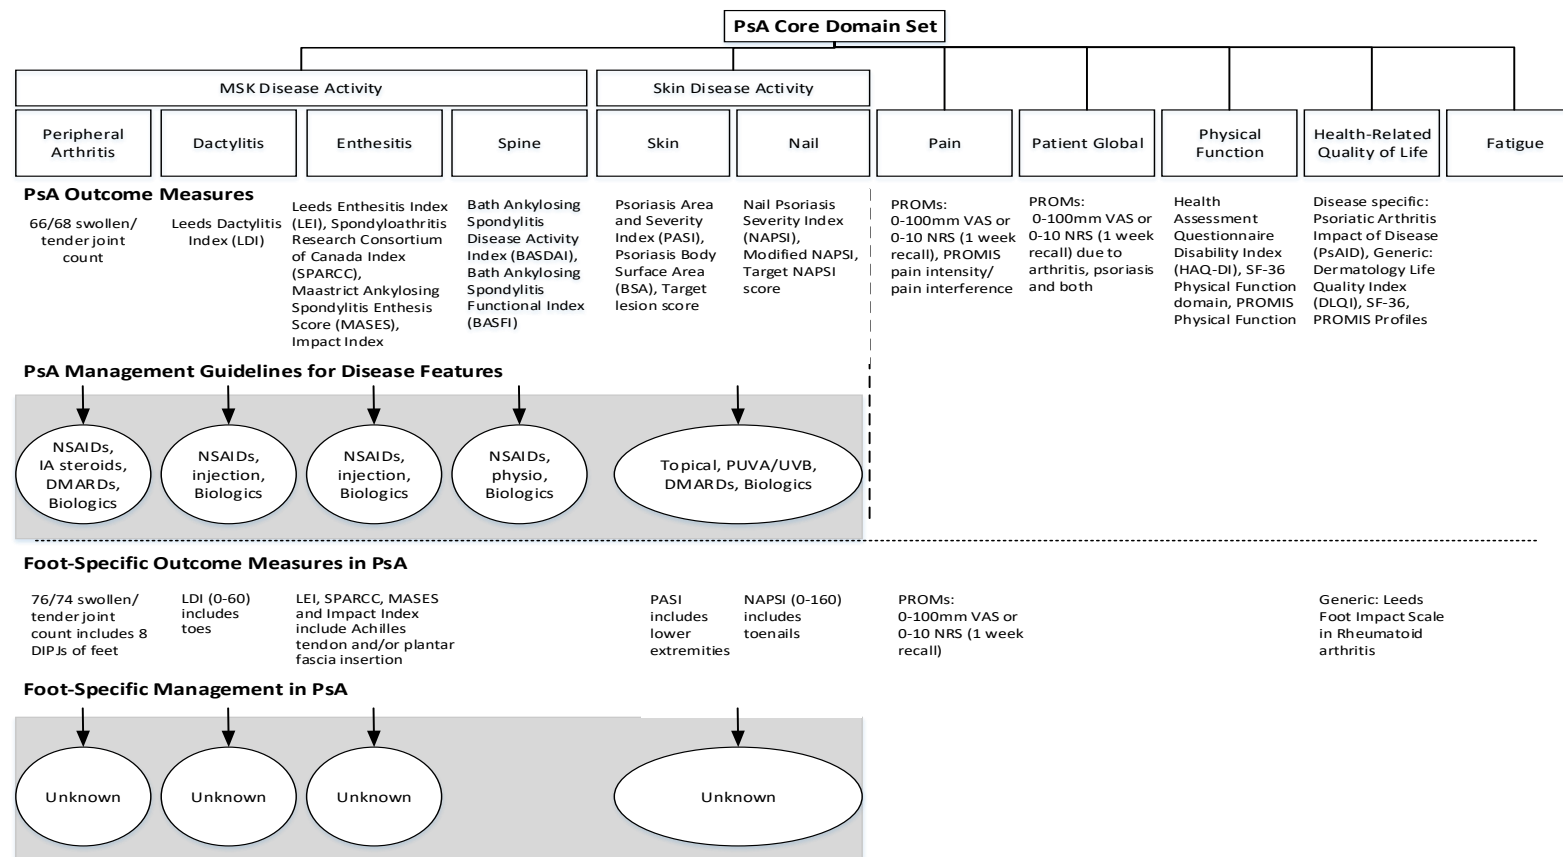 PsA Core Domain Set
MSK Disease Activity
Skin Disease Activity
Peripheral
Arthritis
Dactylitis
Enthesitis
Spine
Skin
Nail
Pain
Patient Global
Physical
Function
Health-Related
Quality of Life
Fatigue
PsA Outcome Measures
66/68 swollen/
tender joint
count
Leeds Dactylitis
Index (LDI)
Leeds Enthesitis Index
(LEI), Spondyloathritis
Research Consortium
of Canada Index
(SPARCC),
Maastrict Ankylosing
Spondylitis Enthesis
Score (MASES),
Impact Index
Bath Ankylosing
Spondylitis
Disease Activity
Index (BASDAI),
Bath Ankylosing
Spondylitis
Functional Index
(BASFI)
Psoriasis Area
and Severity
Index (PASI),
Psoriasis Body
Surface Area
(BSA), Target
lesion score
Nail Psoriasis
Severity Index
(NAPSI),
Modified NAPSI,
Target NAPSI
score
PROMs:
0-100mm VAS or
0-10 NRS (1 week
recall), PROMIS
pain intensity/
pain interference
PROMs:
0-100mm VAS or
0-10 NRS (1 week
recall) due to
arthritis, psoriasis
and both
Health
Assessment
Questionnaire
Disability Index
(HAQ-DI), SF-36
Physical Function
domain, PROMIS
Physical Function
Disease specific:
Psoriatic Arthritis
Impact of Disease
(PsAID), Generic:
Dermatology Life
Quality Index
(DLQI), SF-36,
PROMIS Profiles
PsA Management Guidelines for Disease Features
NSAIDs,
IA steroids,
DMARDs,
Biologics
NSAIDs,
injection,
Biologics
NSAIDs,
injection,
Biologics
NSAIDs,
physio,
Biologics
Topical, PUVA/UVB,
DMARDs, Biologics
Foot-Specific Outcome Measures in PsA
76/74 swollen/
tender joint
count includes 8
DIPJs of feet
LDI (0-60)
includes
toes
LEI, SPARCC, MASES
and Impact Index
include Achilles
tendon and/or plantar
fascia insertion
PASI
includes
lower
extremities
NAPSI (0-160)
includes
toenails
PROMs:
0-100mm VAS or
0-10 NRS (1 week
recall)
Generic: Leeds
Foot Impact Scale
in Rheumatoid
arthritis
Foot-Specific Management in PsA
Unknown
Unknown
Unknown
Unknown